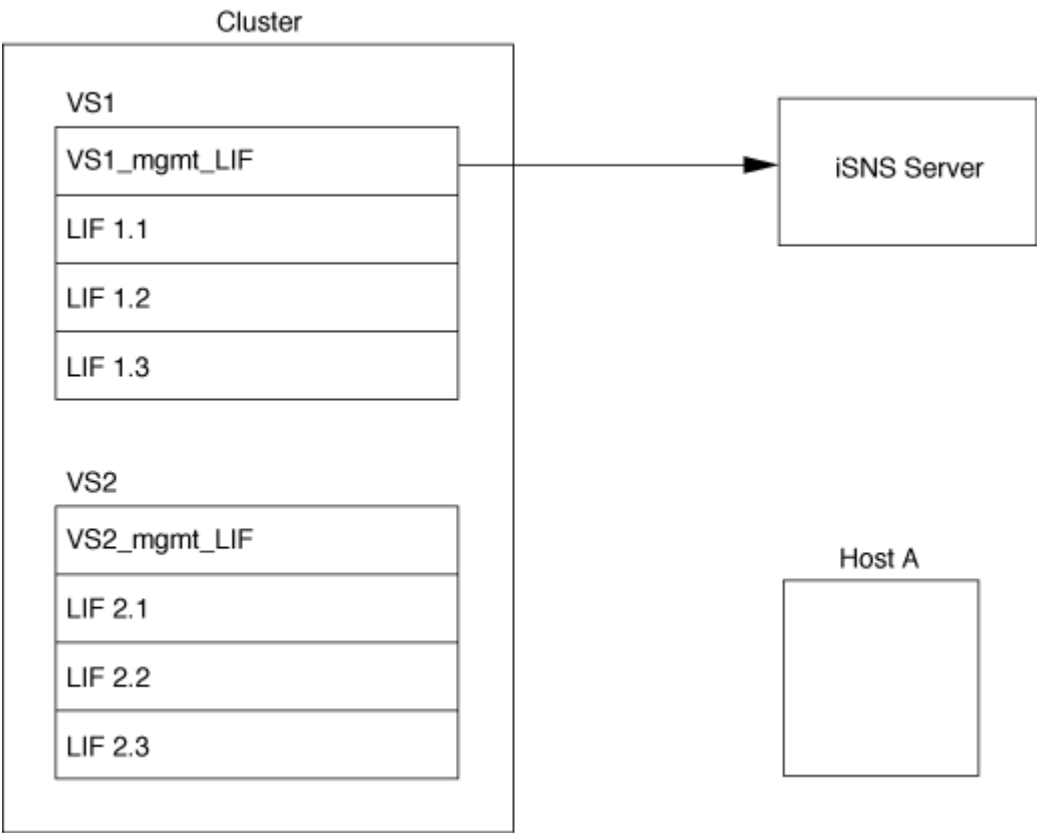 Cluster
VS1
VS1_mgmt_LIF
LIF 1.1
LIF 1.2
LIF 1.3
iSNS Server
VS2
VS2_mgmt_LIF
LIF 2.1
LIF 2.2
LIF 2.3
Host A